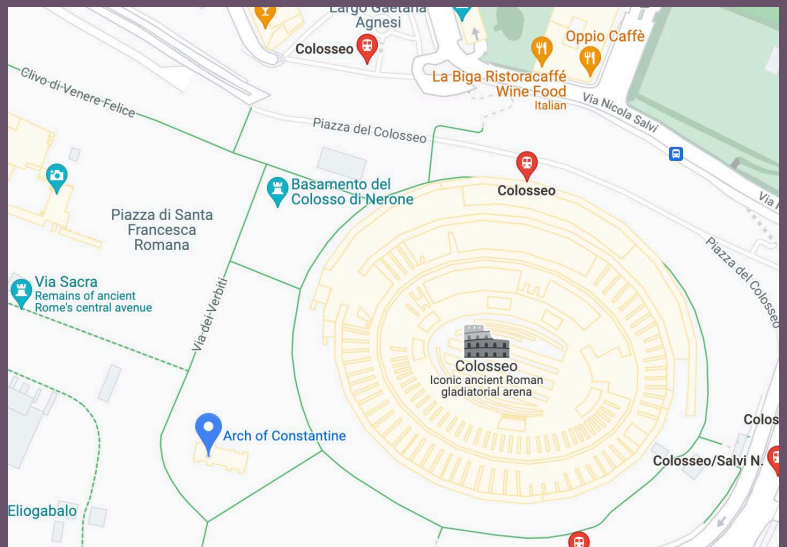 Largo Gaetana
Agnesi
Colosseo
Oppio Caffè
La Biga Ristoracaffé
Wine Food
Italian
Clivo di Venere Felice
Via Nicola Salvi
Piazza del Colosseo
Colosseo
Basamento del
Colosso di Nerone
Piazza di Santa
Francesca
Romana
Via
Piazza del Colosseo
Via Sacra
Remains of ancient
Rome's central avenue
Via dei Verbiti
Colosseo
Iconic ancient Roman
gladiatorial arena
Arch of Constantine
Colos
Colosseo/Salvi N.
Eliogabalo